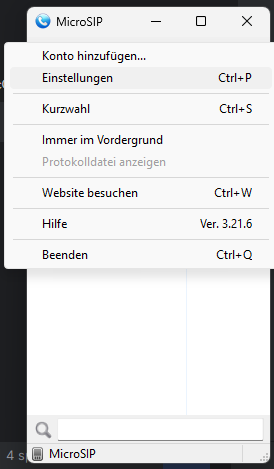 MicroSIP
Konto hinzufügen...
Einstellungen Ctrl+P
Kurzwahl Ctrl+S
Immer im Vordergrund
Protokolldatei anzeigen
Website besuchen Ctrl+W
Hilfe Ver. 3.21.6
Beenden Ctrl+Q
MicroSIP